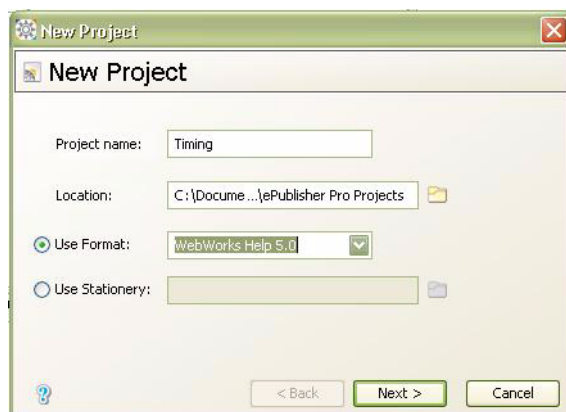 New Project
New Project
Project name: Timing
Location: C:\Docume...\ePublisher Pro Projects
Use Format: WebWorks Help 5.0
Use Stationery:
? < Back Next > Cancel